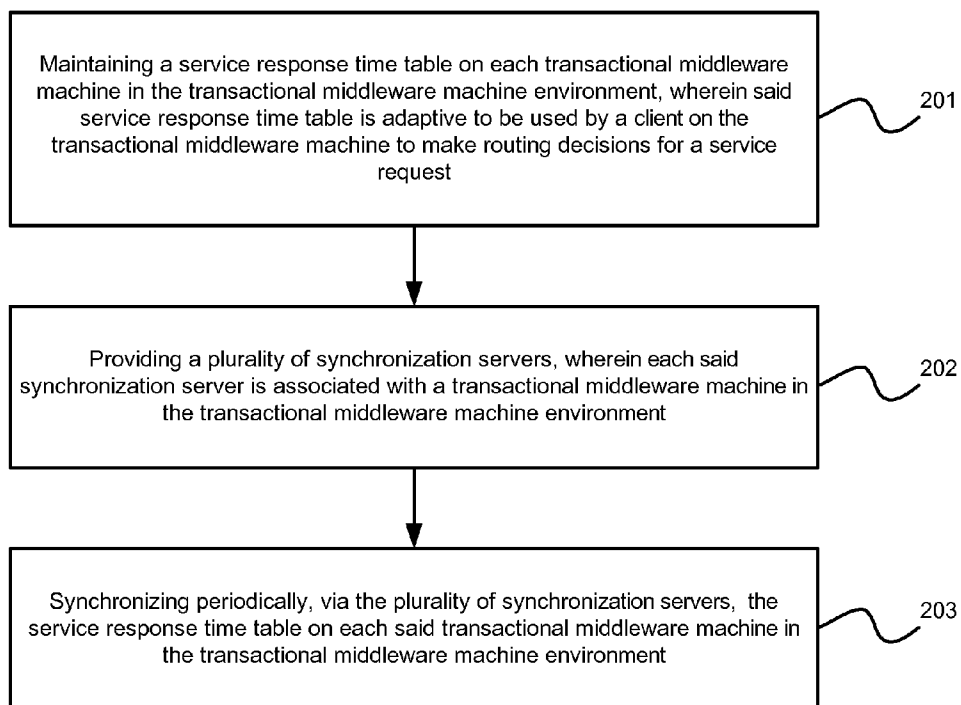 Maintaining a service response time table on each transactional middleware
machine in the transactional middleware machine environment, wherein said
service response time table is adaptive to be used by a client on the
transactional middleware machine to make routing decisions for a service
request
201
Providing a plurality of synchronization servers, wherein each said
synchronization server is associated with a transactional middleware machine in
the transactional middleware machine environment
202
Synchronizing periodically, via the plurality of synchronization servers, the
service response time table on each said transactional middleware machine in
the transactional middleware machine environment
203